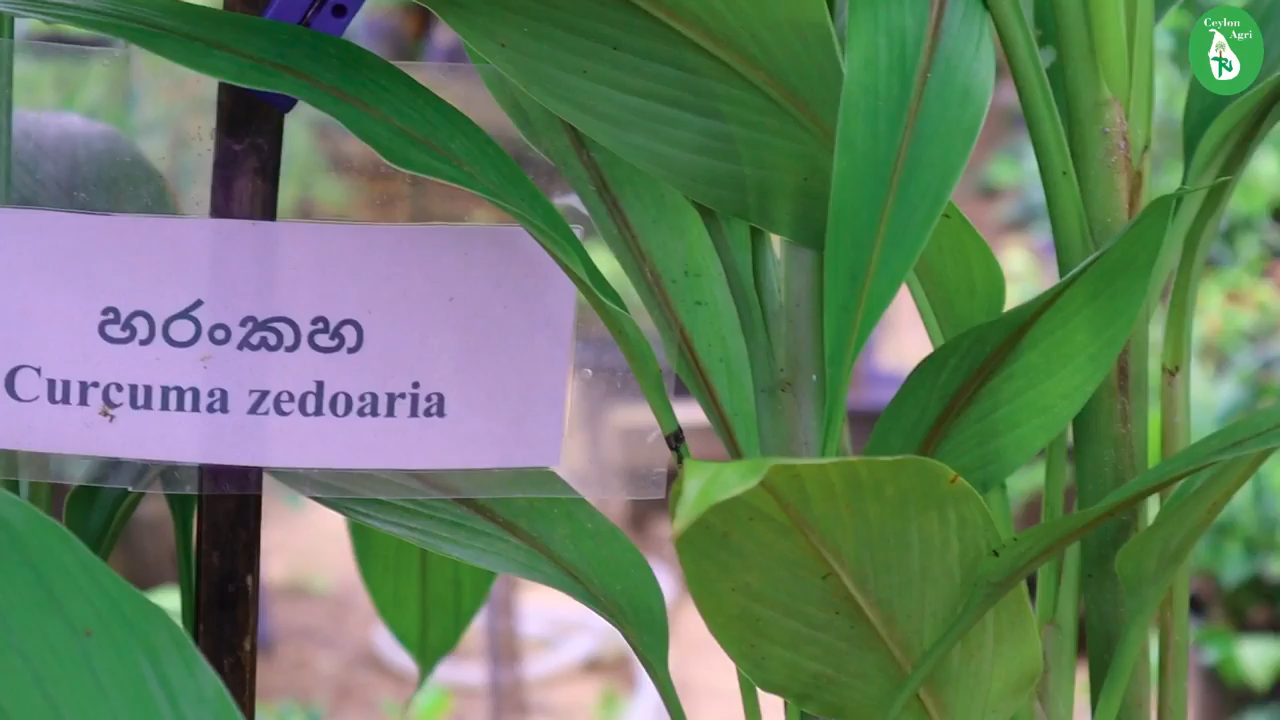 Ceylon
Agri
හරංකහ
Curcuma zedoaria